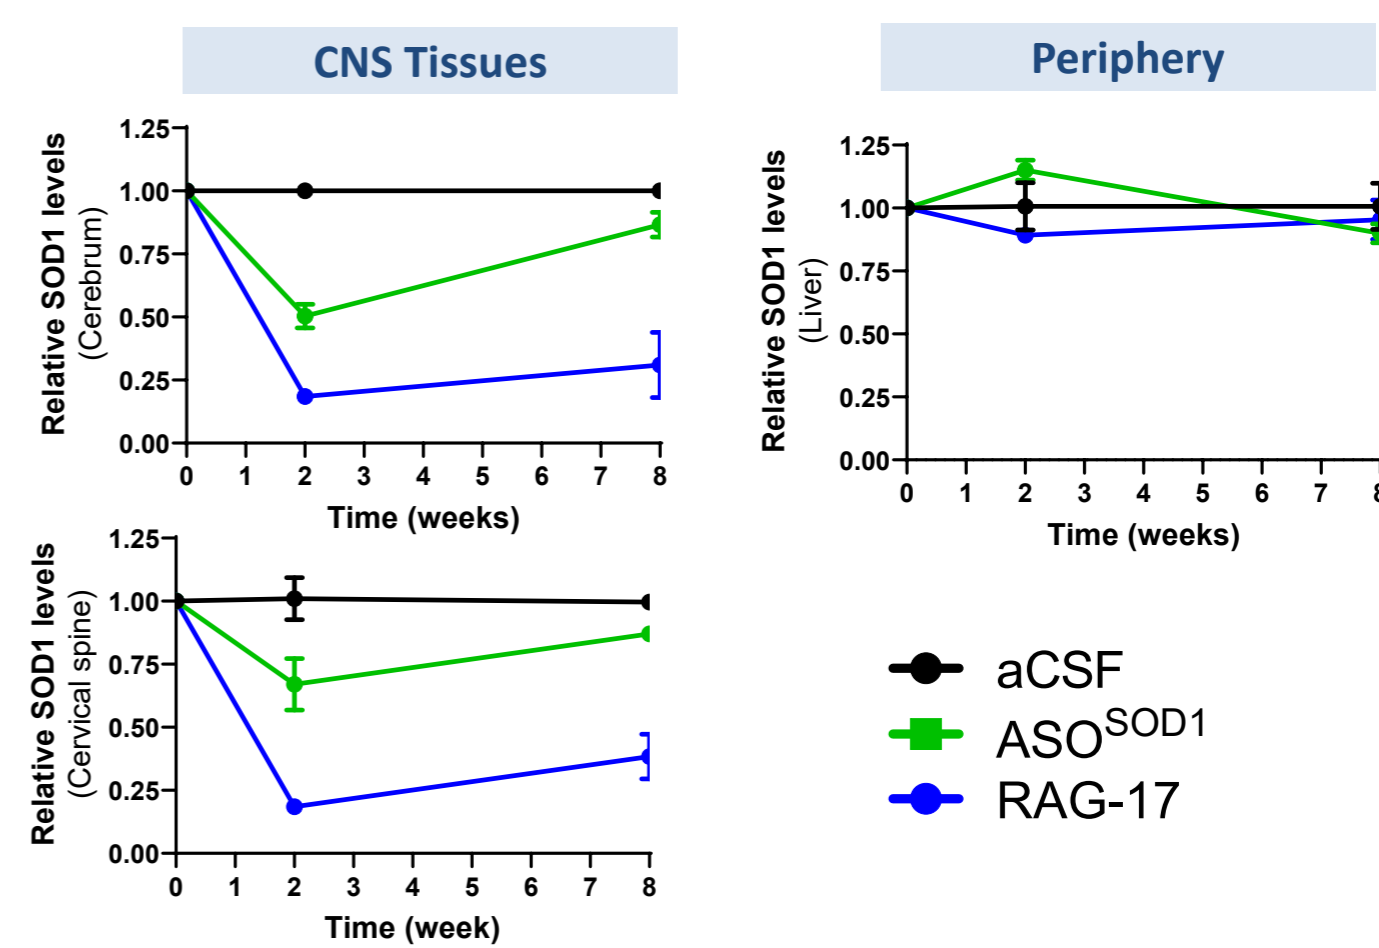 CNS Tissues
Relative SOD1 levels
(Cerebrum)
1.25
1.00
0.75
0.50
0.25
0.00
0 1 2 3 4 5 6 7 8
Time (weeks)
Relative SOD1 levels
(Cervical spine)
1.25
1.00
0.75
0.50
0.25
0.00
0 1 2 3 4 5 6 7 8
Time (week)
Periphery
Relative SOD1 levels
(Liver)
1.25
1.00
0.75
0.50
0.25
0.00
0 1 2 3 4 5 6 7 8
Time (weeks)
aCSF
ASO^SOD1
RAG-17